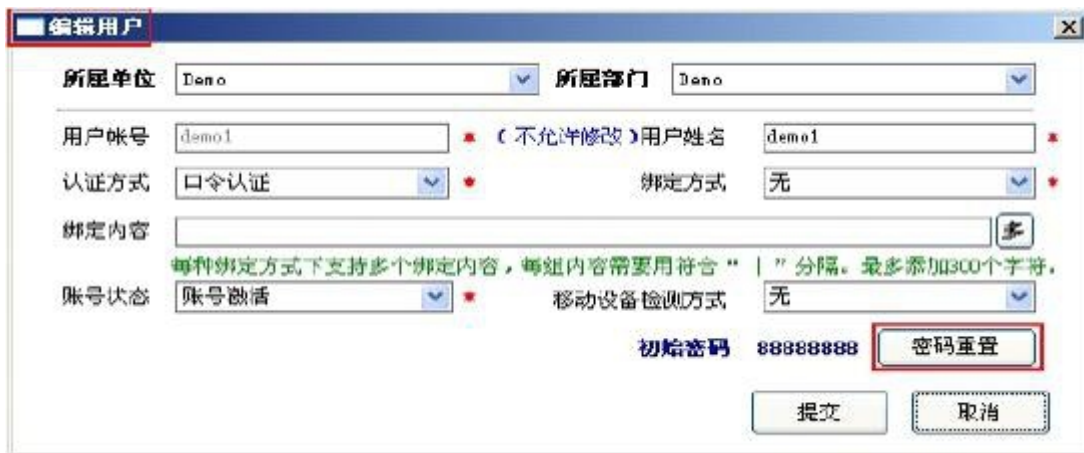 编辑用户
所属单位 Demo 所属部门 Demo
用户帐号 demo1 * （不允许修改）用户姓名 demo1 *
认证方式 口令认证 * 绑定方式 无 *
绑定内容 多
每种绑定方式下支持多个绑定内容，每组内容需要用符合“ | ”分隔。最多添加300个字符。
账号状态 账号激活 * 移动设备检测方式 无
初始密码 88888888 密码重置
提交 取消